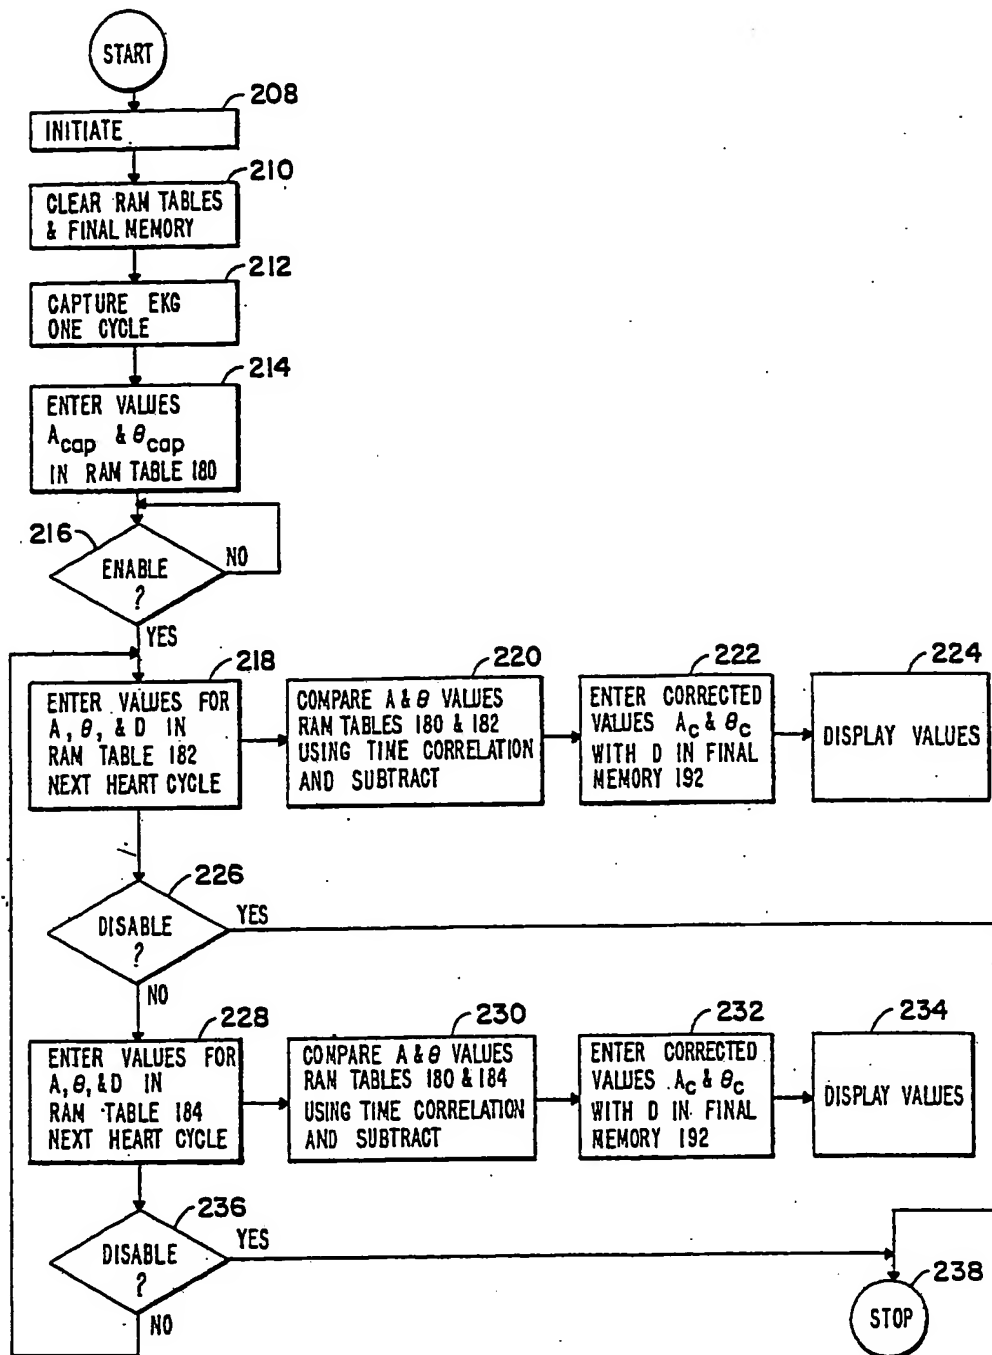 START
208
INITIATE
210
CLEAR RAM TABLES
& FINAL MEMORY
212
CAPTURE EKG
ONE CYCLE
214
ENTER VALUES
Acap & θcap
IN RAM TABLE 180
216
ENABLE
?
NO
YES
218
ENTER VALUES FOR
A, θ, & D IN
RAM TABLE 182
NEXT HEART CYCLE
220
COMPARE A & θ VALUES
RAM TABLES 180 & 182
USING TIME CORRELATION
AND SUBTRACT
222
ENTER CORRECTED
VALUES Ac & θc
WITH D IN FINAL
MEMORY 192
224
DISPLAY VALUES
226
DISABLE
?
YES
NO
228
ENTER VALUES FOR
A, θ, & D IN
RAM TABLE 184
NEXT HEART CYCLE
230
COMPARE A & θ VALUES
RAM TABLES 180 & 184
USING TIME CORRELATION
AND SUBTRACT
232
ENTER CORRECTED
VALUES Ac & θc
WITH D IN FINAL
MEMORY 192
234
DISPLAY VALUES
236
DISABLE
?
YES
NO
238
STOP